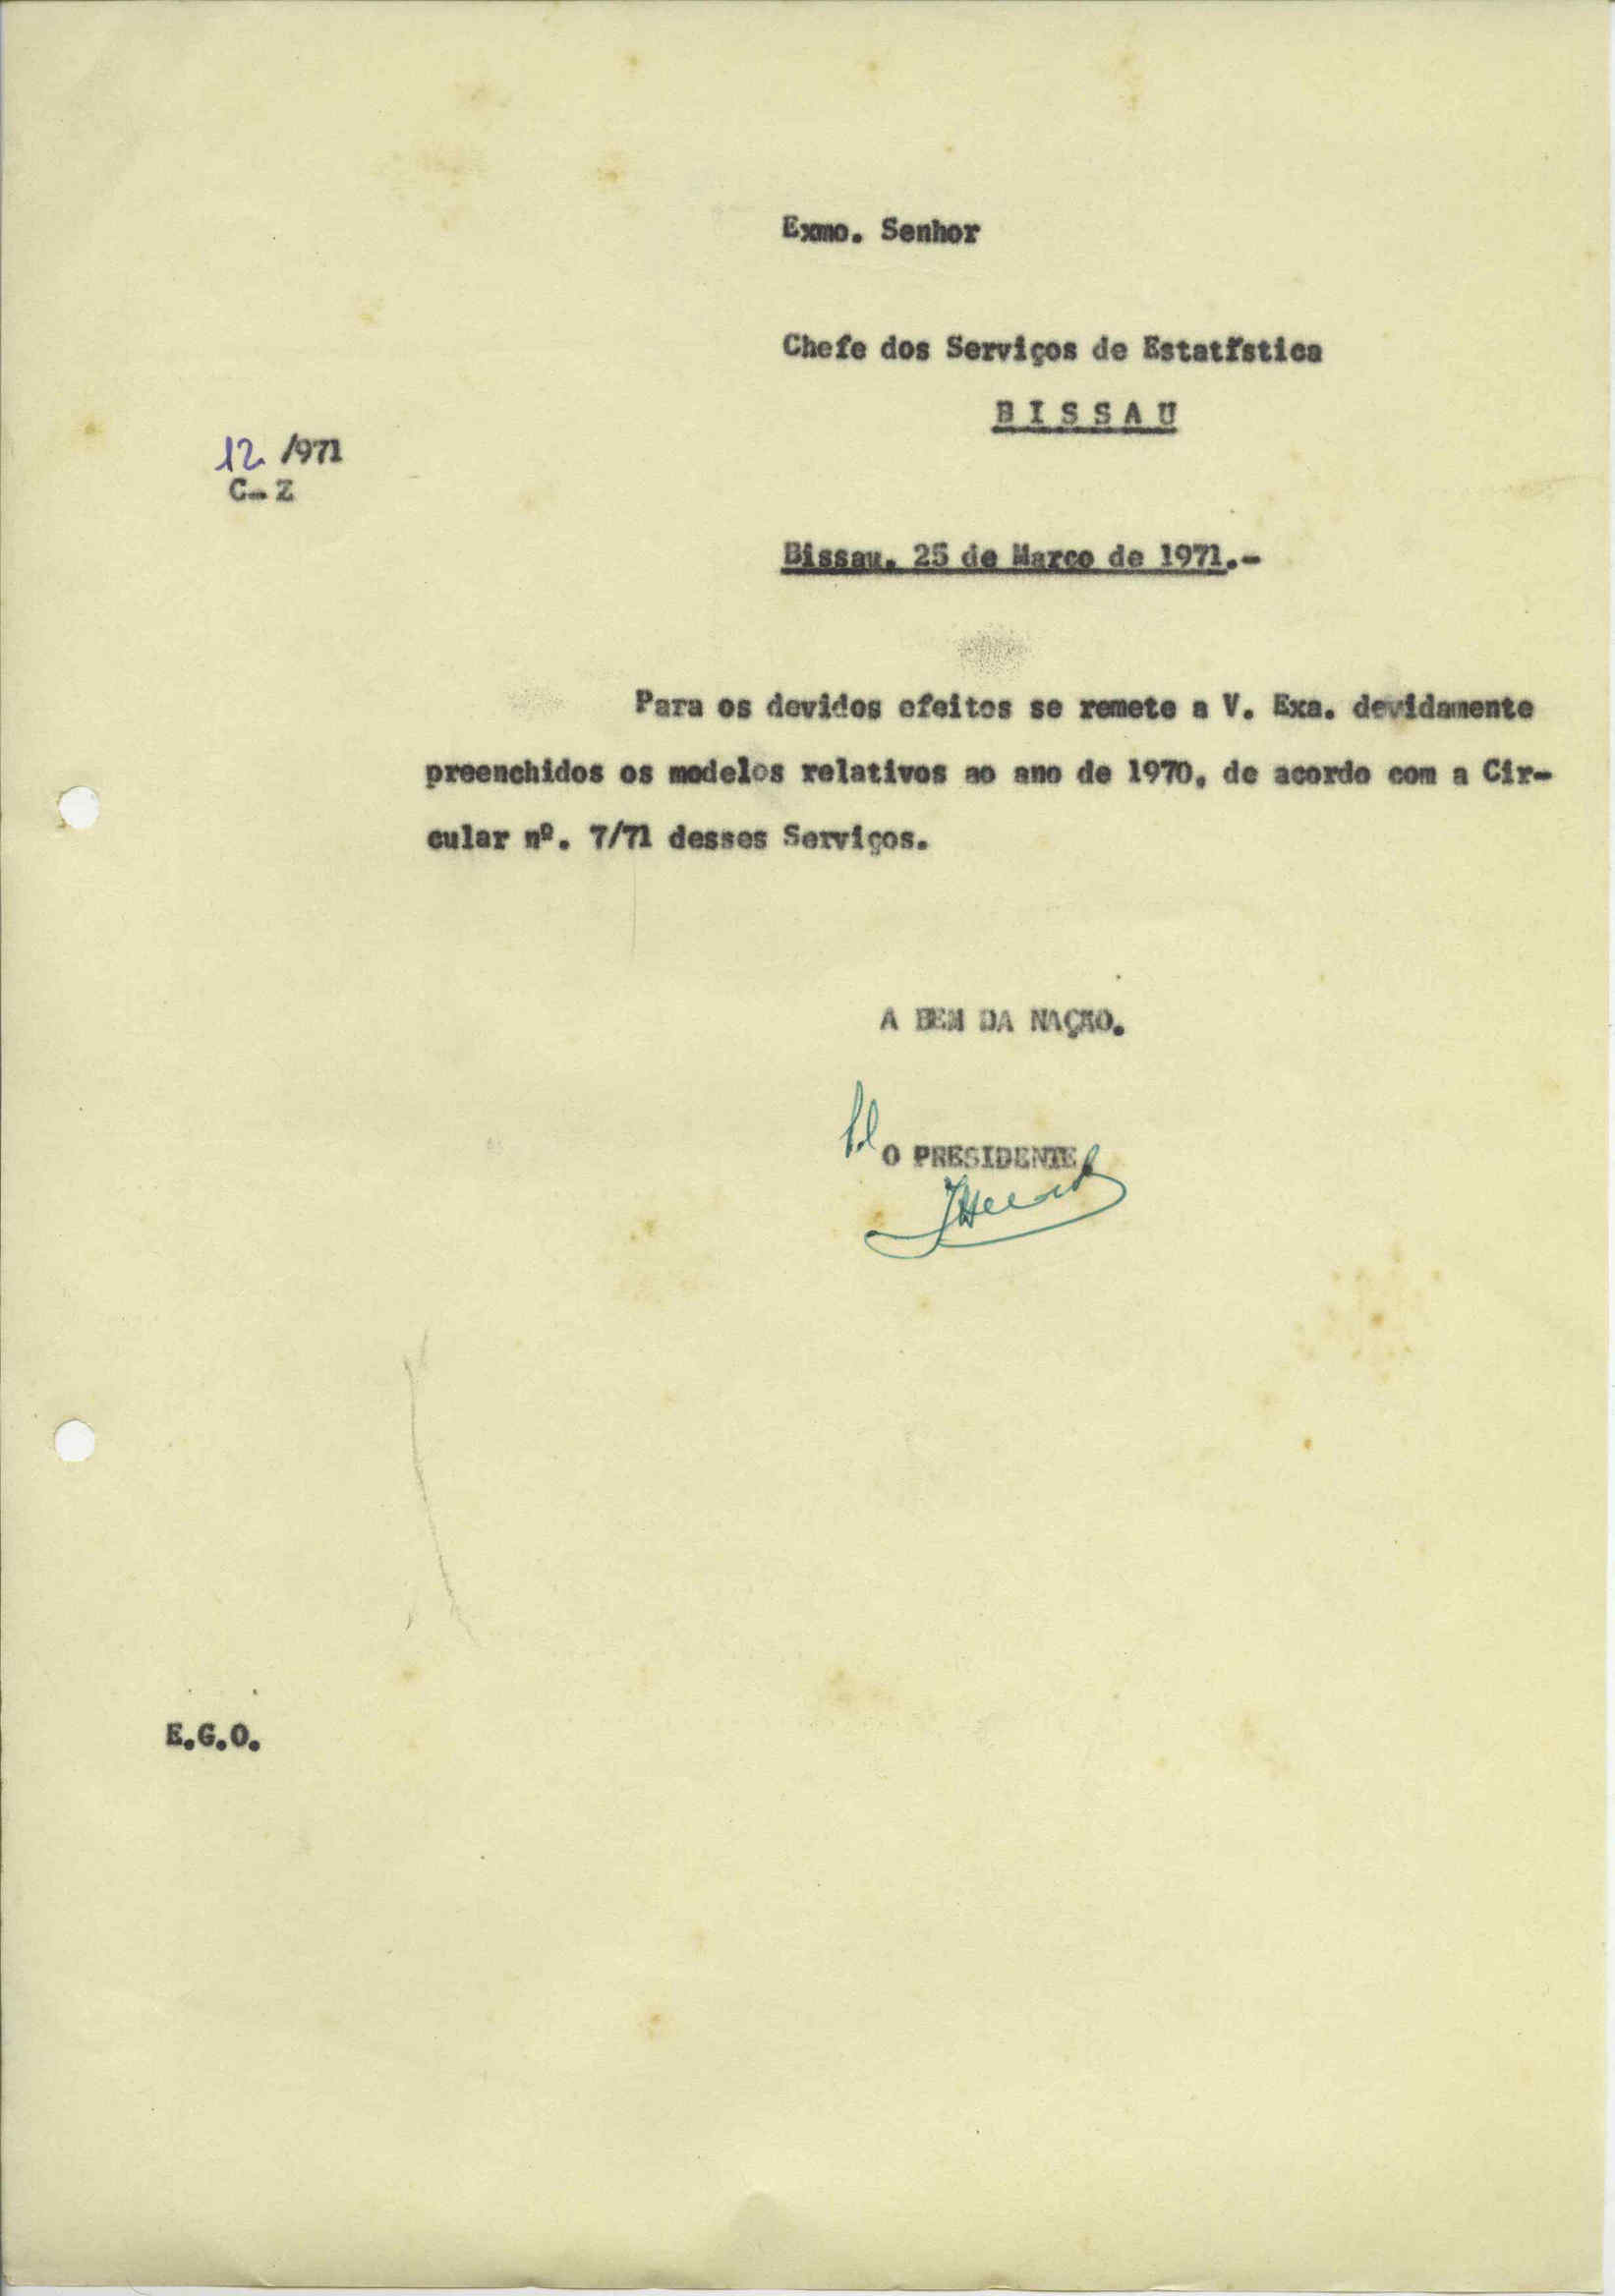 Exmo. Senhor
Chefe dos Serviços de Estatística
B I S S A U
12 /971
C-Z
Bissau, 25 de Março de 1971.-
Para os devidos efeitos se remete a V. Exa. devidamente
preenchidos os modelos relativos ao ano de 1970, de acordo com a Cir-
cular nº. 7/71 desses Serviços.
A BEM DA NAÇÃO.
O PRESIDENTE
E.G.O.